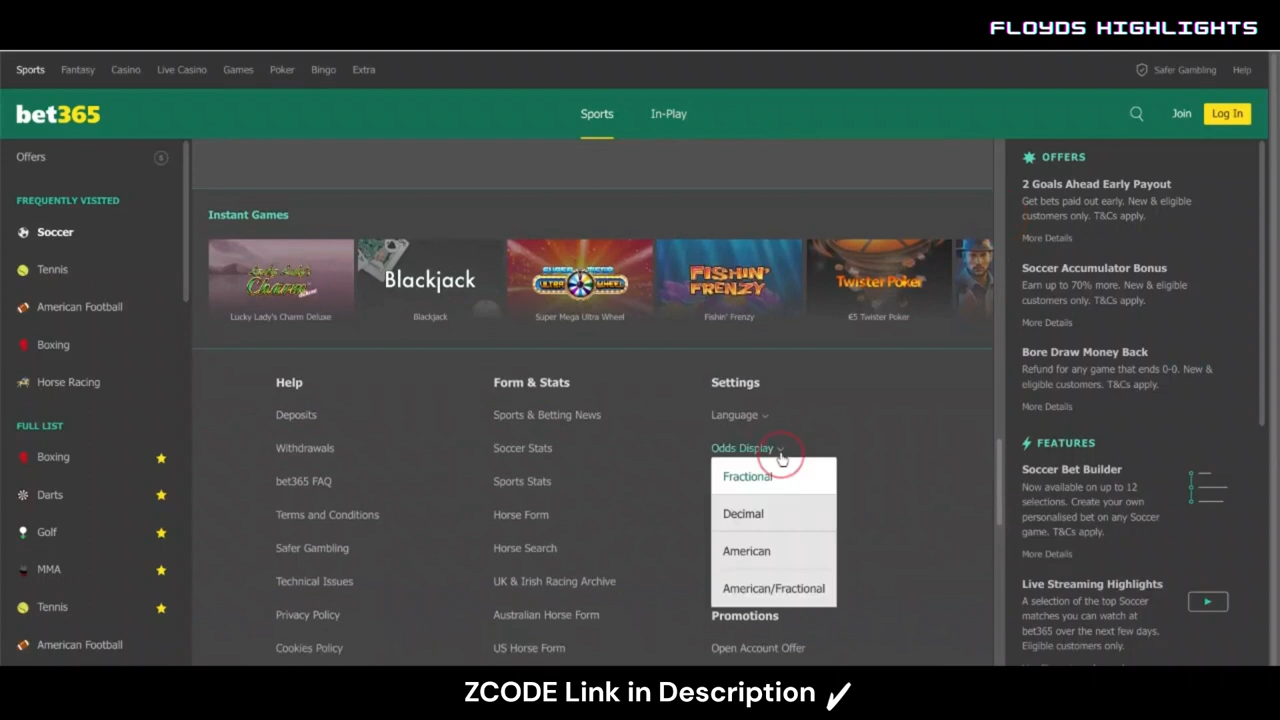 FLOYDS HIGHLIGHTS
Sports Fantasy Casino Live Casino Games Poker Bingo Extra
Safer Gambling Help
bet365
Sports In-Play
Join Log In
Offers
FREQUENTLY VISITED
Soccer
Tennis
American Football
Boxing
Horse Racing
FULL LIST
Boxing
Darts
Golf
MMA
Tennis
American Football
Instant Games
Blackjack
SUPER MEGA
ULTRA WHEEL
FISHIN'
FRENZY
Twister Poker
Lucky Lady's Charm Deluxe
Blackjack
Super Mega Ultra Wheel
Fishin' Frenzy
€5 Twister Poker
Help
Deposits
Withdrawals
bet365 FAQ
Terms and Conditions
Safer Gambling
Technical Issues
Privacy Policy
Cookies Policy
Form & Stats
Sports & Betting News
Soccer Stats
Sports Stats
Horse Form
Horse Search
UK & Irish Racing Archive
Australian Horse Form
US Horse Form
Settings
Language
Odds Display
Fractional
Decimal
American
American/Fractional
Promotions
Open Account Offer
OFFERS
2 Goals Ahead Early Payout
Get bets paid out early. New & eligible
customers only. T&Cs apply.
More Details
Soccer Accumulator Bonus
Earn up to 70% more. New & eligible
customers only. T&Cs apply.
More Details
Bore Draw Money Back
Refund for any game that ends 0-0. New &
eligible customers. T&Cs apply.
More Details
FEATURES
Soccer Bet Builder
Now available on up to 12
selections. Create your own
personalised bet on any Soccer
game. T&Cs apply.
More Details
Live Streaming Highlights
A selection of the top Soccer
matches you can watch at
bet365 over the next few days.
Eligible customers only.
ZCODE Link in Description